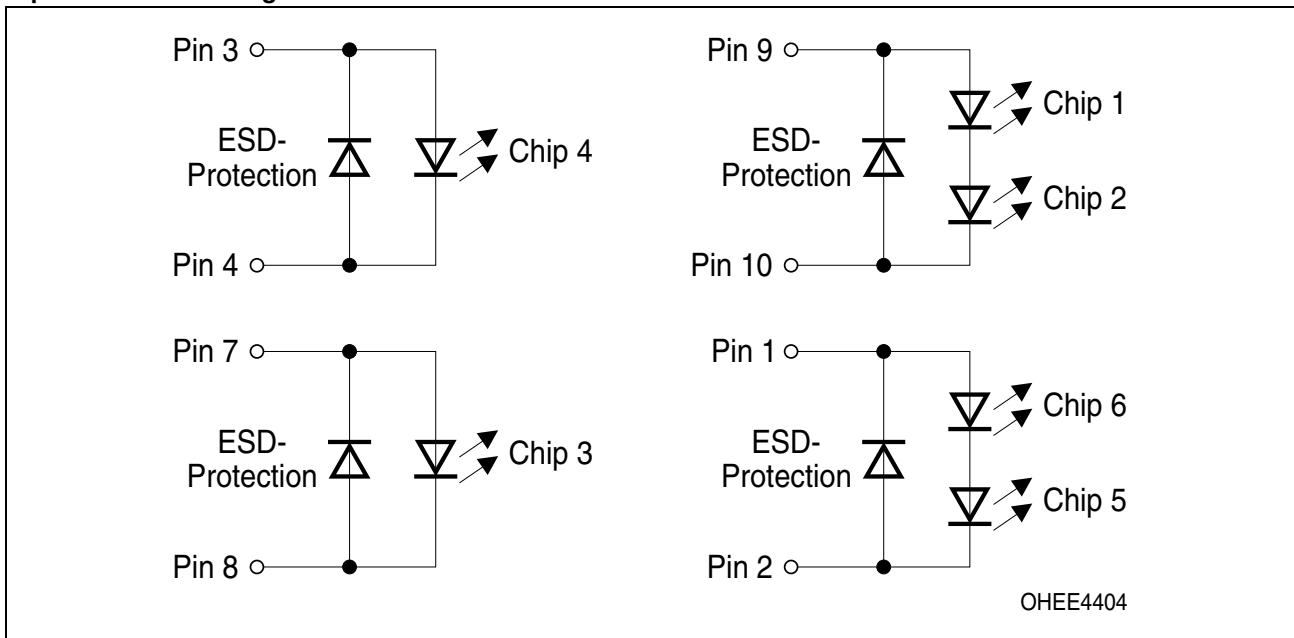 Pin 3
ESD-
Protection
Chip 4
Pin 4
Pin 9
Chip 1
ESD-
Protection
Chip 2
Pin 10
Pin 7
ESD-
Protection
Chip 3
Pin 8
Pin 1
Chip 6
ESD-
Protection
Chip 5
Pin 2
OHEE4404